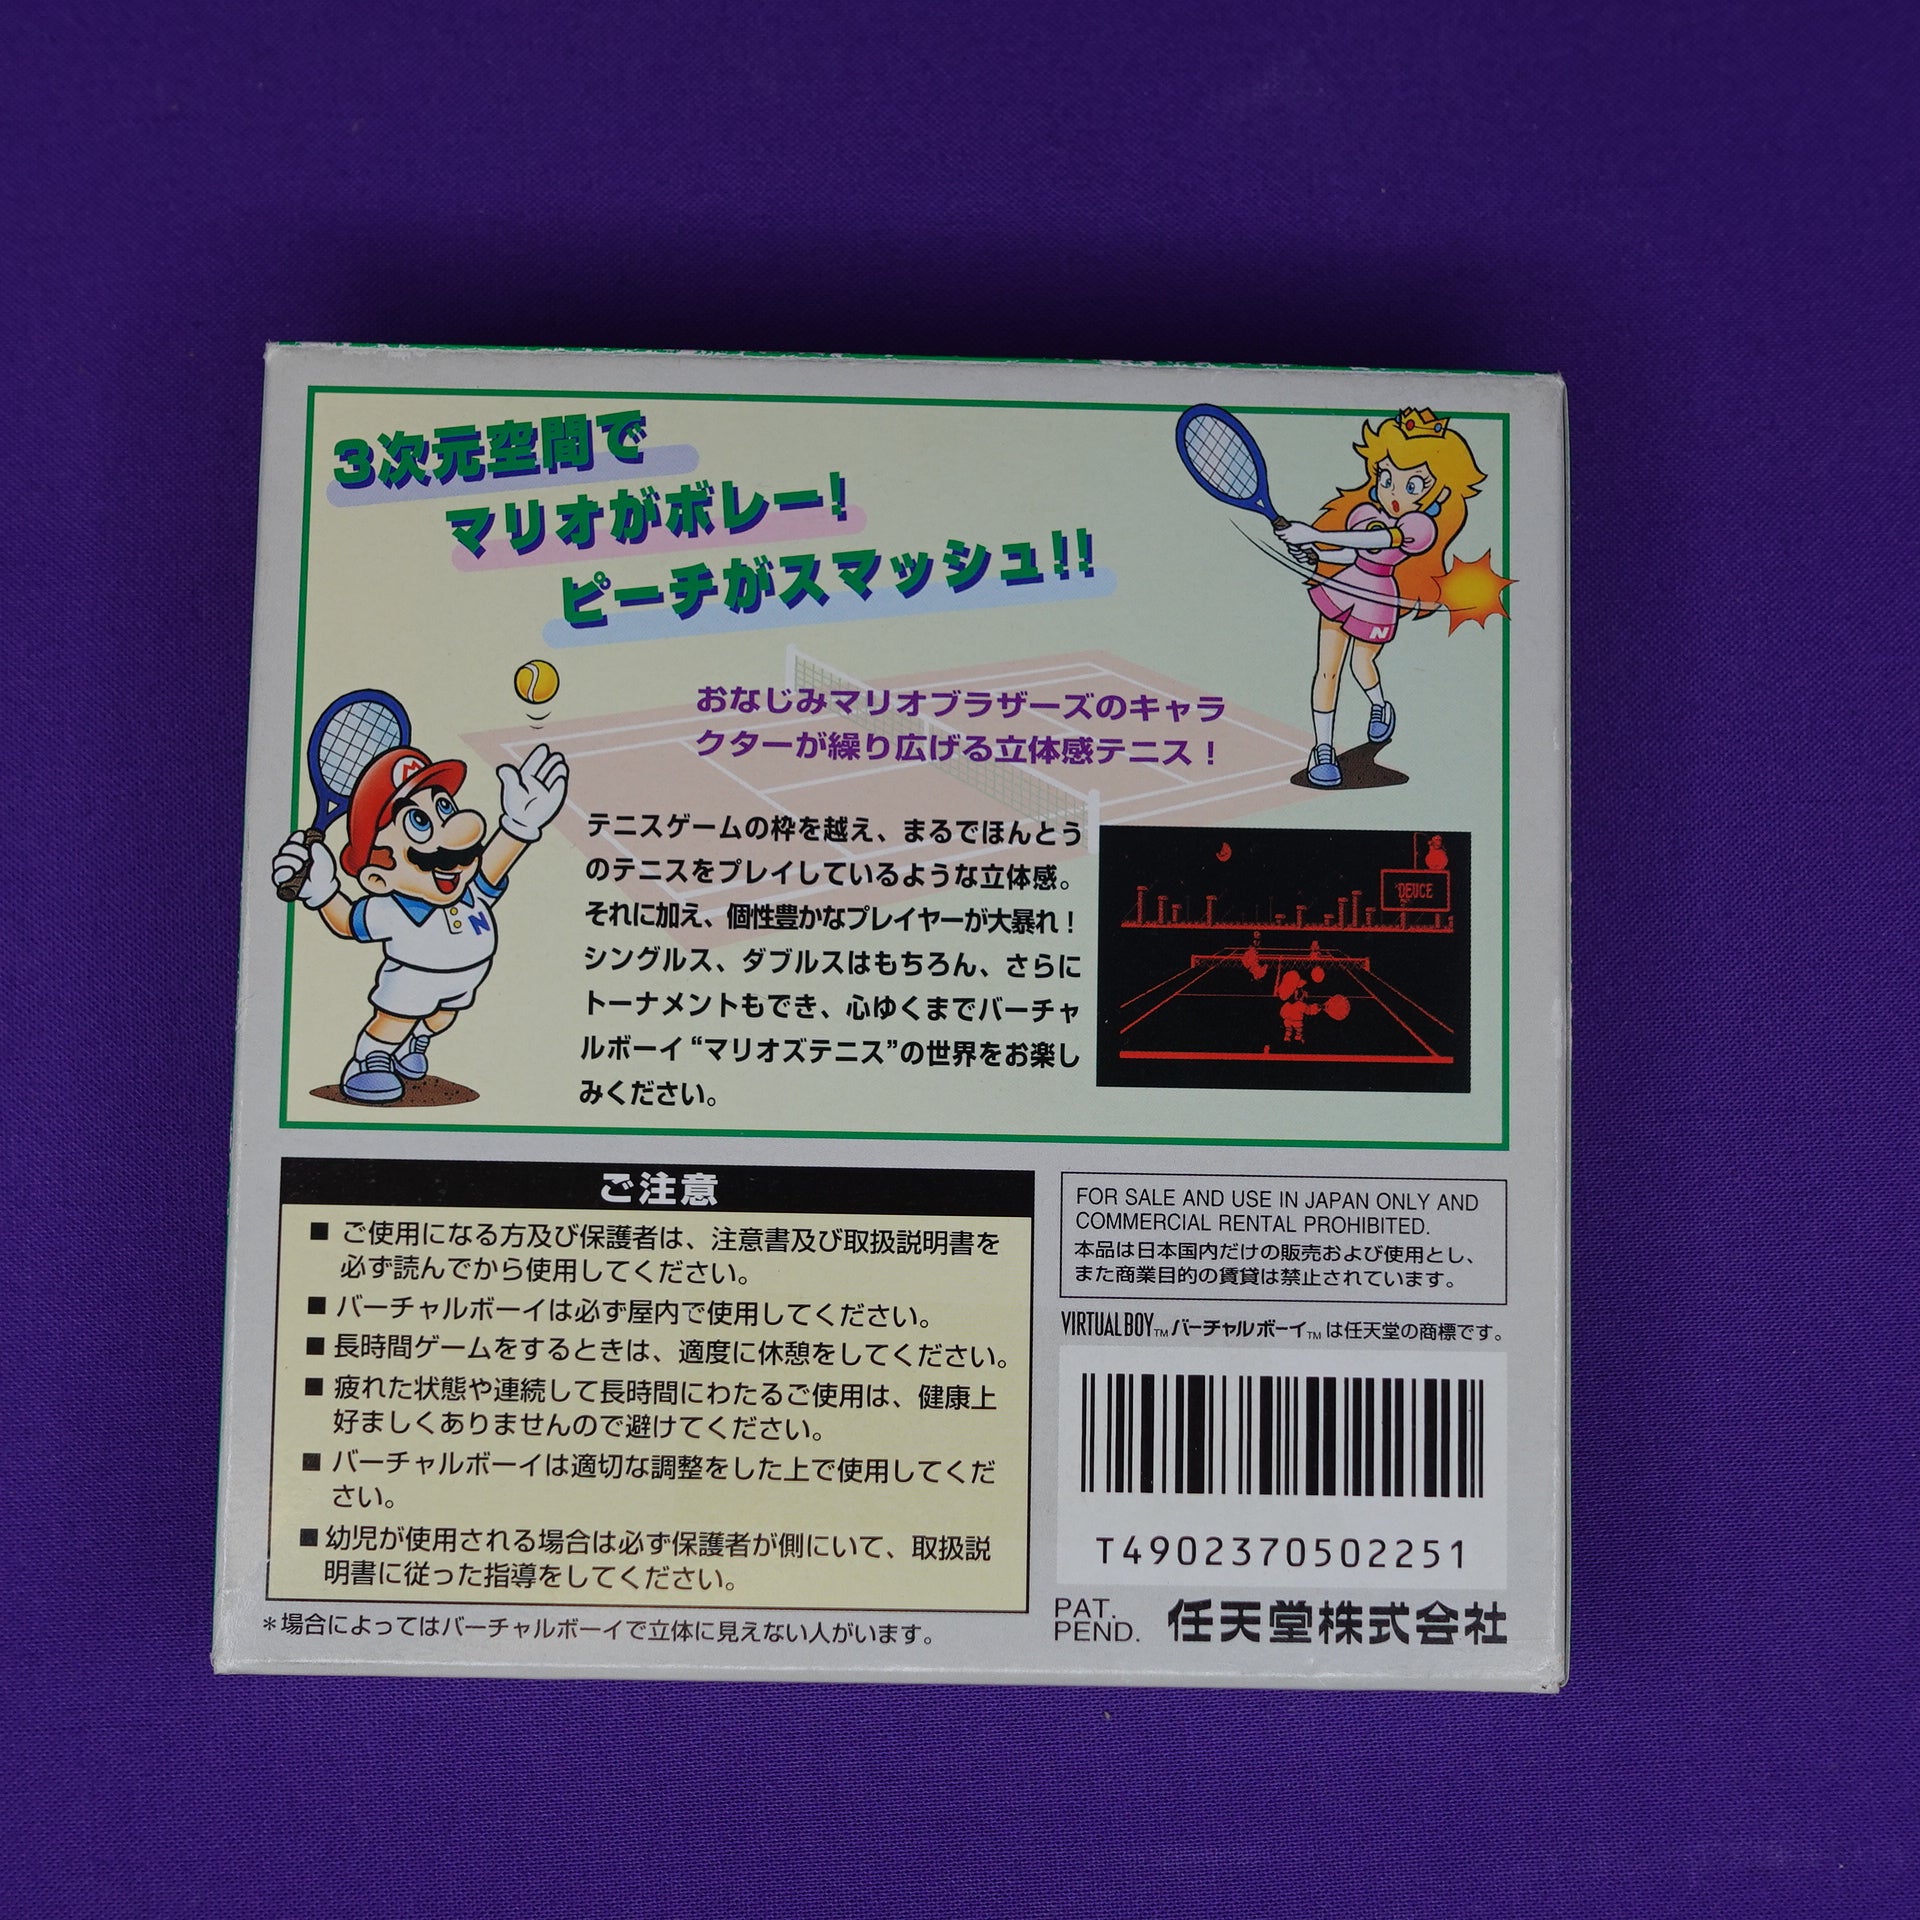 3次元空間で
マリオがボレー!
ピーチがスマッシュ!!
おなじみマリオブラザーズのキャラ
クターが繰り広げる立体感テニス!
テニスゲームの枠を越え、まるでほんとう
のテニスをプレイしているような立体感。
それに加え、個性豊かなプレイヤーが大暴れ!
シングルス、ダブルスはもちろん、さらに
トーナメントもでき、心ゆくまでバーチャ
ルボーイ“マリオズテニス”の世界をお楽し
みください。
M
N
N
DEUCE
ご注意
■ ご使用になる方及び保護者は、注意書及び取扱説明書を
必ず読んでから使用してください。
■ バーチャルボーイは必ず屋内で使用してください。
■ 長時間ゲームをするときは、適度に休憩をしてください。
■ 疲れた状態や連続して長時間にわたるご使用は、健康上
好ましくありませんので避けてください。
■ バーチャルボーイは適切な調整をした上で使用してくだ
さい。
■ 幼児が使用される場合は必ず保護者が側にいて、取扱説
明書に従った指導をしてください。
*場合によってはバーチャルボーイで立体に見えない人がいます。
FOR SALE AND USE IN JAPAN ONLY AND
COMMERCIAL RENTAL PROHIBITED.
本品は日本国内だけの販売および使用とし、
また商業目的の賃貸は禁止されています。
VIRTUAL BOY™ バーチャルボーイ™ は任天堂の商標です。
T4902370502251
PAT.
PEND.
任天堂株式会社